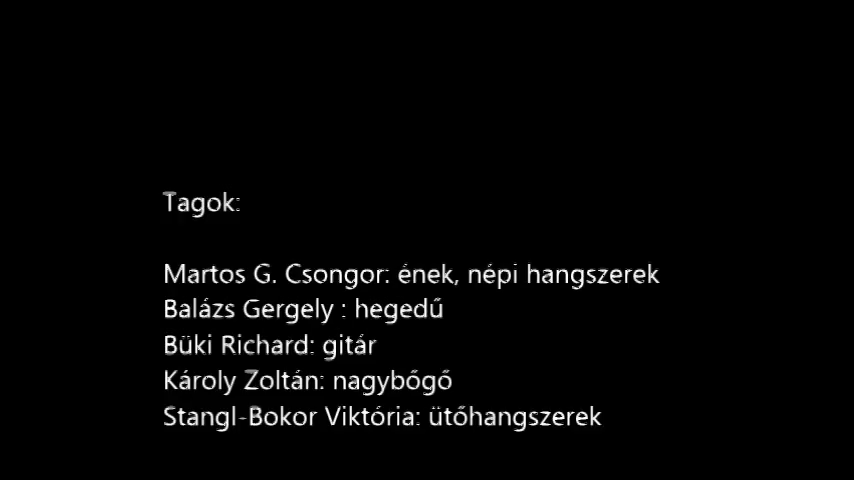 Tagok:
Martos G. Csongor: ének, népi hangszerek
Balázs Gergely : hegedű
Büki Richard: gitár
Károly Zoltán: nagybőgő
Stangl-Bokor Viktória: ütőhangszerek